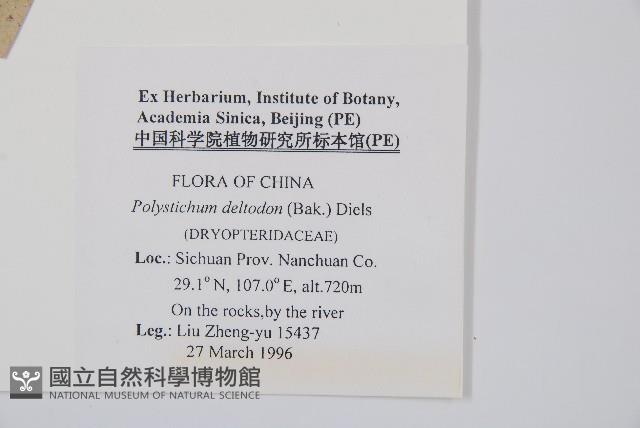 Ex Herbarium, Institute of Botany,
Academia Sinica, Beijing (PE)
中国科学院植物研究所标本馆(PE)
FLORA OF CHINA
Polystichum deltodon (Bak.) Diels
(DRYOPTERIDACEAE)
Loc.: Sichuan Prov. Nanchuan Co.
29.1° N, 107.0° E, alt.720m
On the rocks,by the river
Leg.: Liu Zheng-yu 15437
27 March 1996
國立自然科學博物館
NATIONAL MUSEUM OF NATURAL SCIENCE